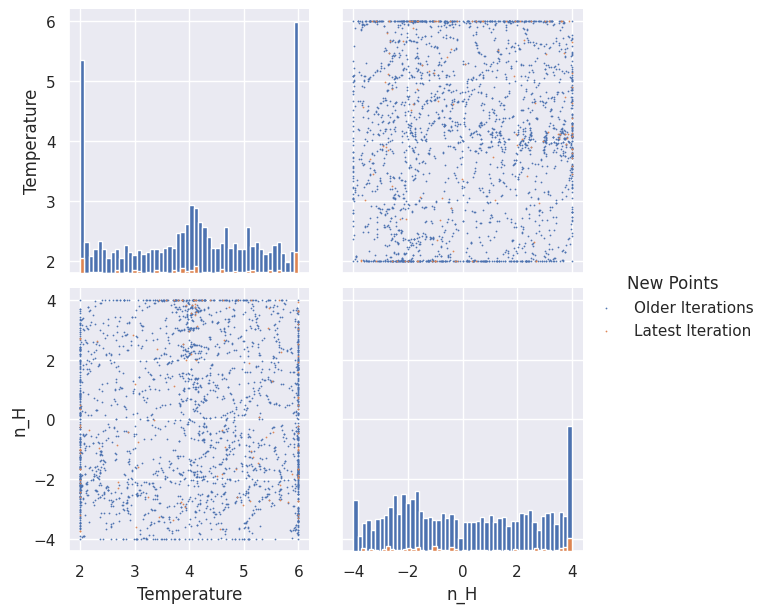 6
5
4
3
2
Temperature
4
2
0
−2
−4
n_H
2 3 4 5 6
Temperature
−4 −2 0 2 4
n_H
New Points
Older Iterations
Latest Iteration